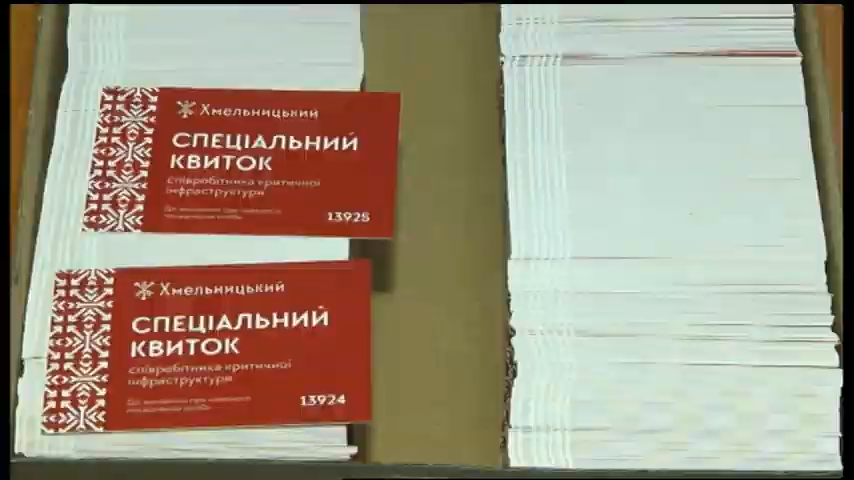 Хмельницький
СПЕЦІАЛЬНИЙ
КВИТОК
співробітника критичної
інфраструктури
13925
Хмельницький
СПЕЦІАЛЬНИЙ
КВИТОК
співробітника критичної
інфраструктури
13924